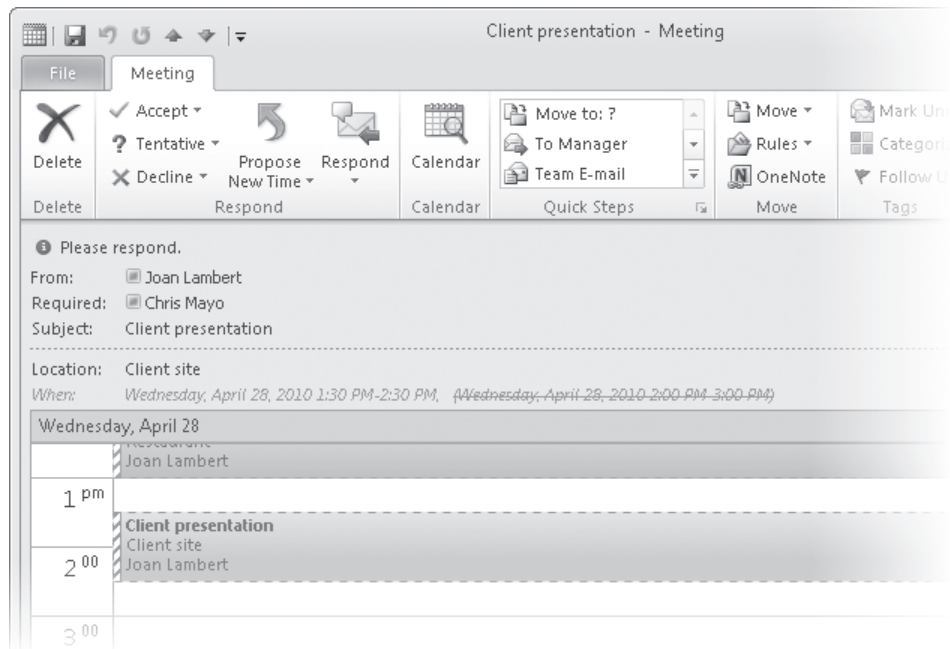 Client presentation - Meeting
File Meeting
Accept
Tentative
Decline
Delete
Propose New Time
Respond
Calendar
Move to: ?
To Manager
Team E-mail
Move
Rules
OneNote
Mark
Follow
Delete Respond Calendar Quick Steps Move Tags
Please respond.
From: Joan Lambert
Required: Chris Mayo
Subject: Client presentation
Location: Client site
When: Wednesday, April 28, 2010 1:30 PM-2:30 PM, (Wednesday, April 28, 2010 2:00 PM-3:00 PM)
Wednesday, April 28
Restaurant
Joan Lambert
1 pm
Client presentation
Client site
2 00 Joan Lambert
3 00